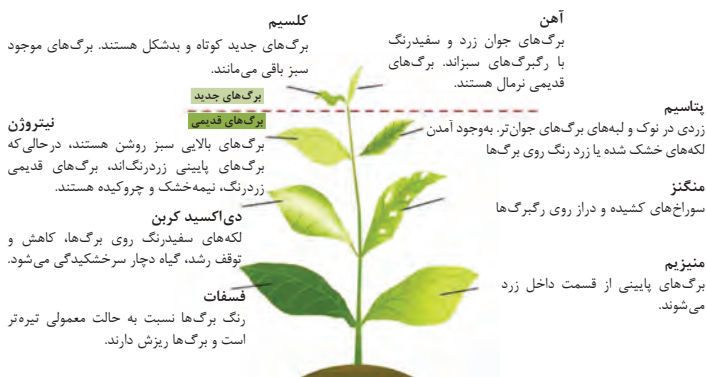 آهن
برگ‌های جوان زرد و سفیدرنگ
با رگبرگ‌های سبزاند. برگ‌های
قدیمی نرمال هستند.
پتاسیم
زردی در نوک و لبه‌های برگ‌های جوان‌تر. به‌وجود آمدن
لکه‌های خشک شده یا زرد رنگ روی برگ‌ها
منگنز
سوراخ‌های کشیده و دراز روی رگبرگ‌ها
منیزیم
برگ‌های پایینی از قسمت داخل زرد
می‌شوند.
کلسیم
برگ‌های جدید کوتاه و بدشکل هستند. برگ‌های موجود
سبز باقی می‌مانند.
برگ‌های جدید
برگ‌های قدیمی
نیتروژن
برگ‌های بالایی سبز روشن هستند، درحالی‌که
برگ‌های پایینی زردرنگ‌اند، برگ‌های قدیمی
زردرنگ، نیمه‌خشک و چروکیده هستند.
دی‌اکسید کربن
لکه‌های سفیدرنگ روی برگ‌ها، کاهش و
توقف رشد، گیاه دچار سرخشکیدگی می‌شود.
فسفات
رنگ برگ‌ها نسبت به حالت معمولی تیره‌تر
است و برگ‌ها ریزش دارند.